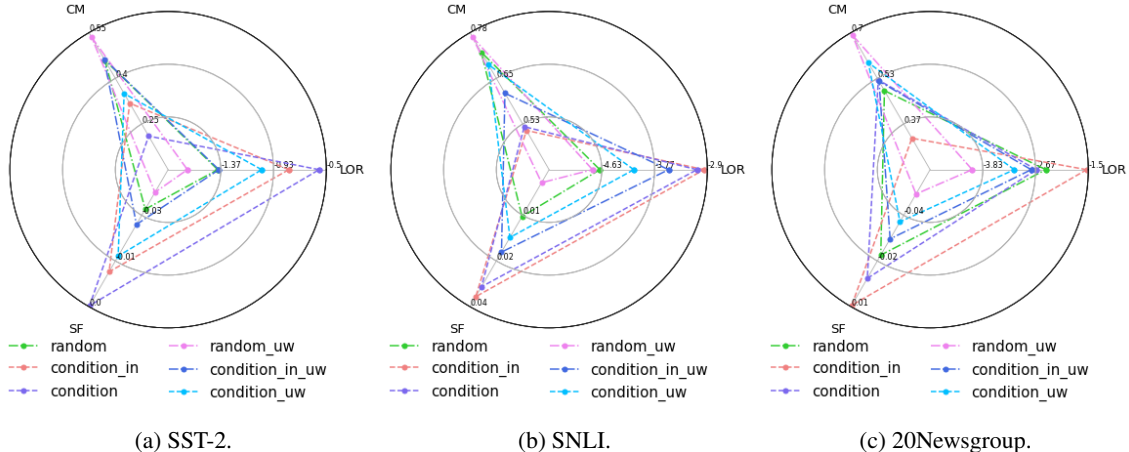 CM
0.55
0.4
0.25
-1.37
-0.93
-0.5
LOR
-0.03
-0.01
0.0
SF
random
random_uw
condition_in
condition_in_uw
condition
condition_uw
(a) SST-2.
CM
0.78
0.65
0.53
-4.63
-3.77
-2.9
LOR
0.01
0.02
0.04
SF
random
random_uw
condition_in
condition_in_uw
condition
condition_uw
(b) SNLI.
CM
0.7
0.53
0.37
-3.83
-2.67
-1.5
LOR
-0.04
-0.02
0.01
SF
random
random_uw
condition_in
condition_in_uw
condition
condition_uw
(c) 20Newsgroup.